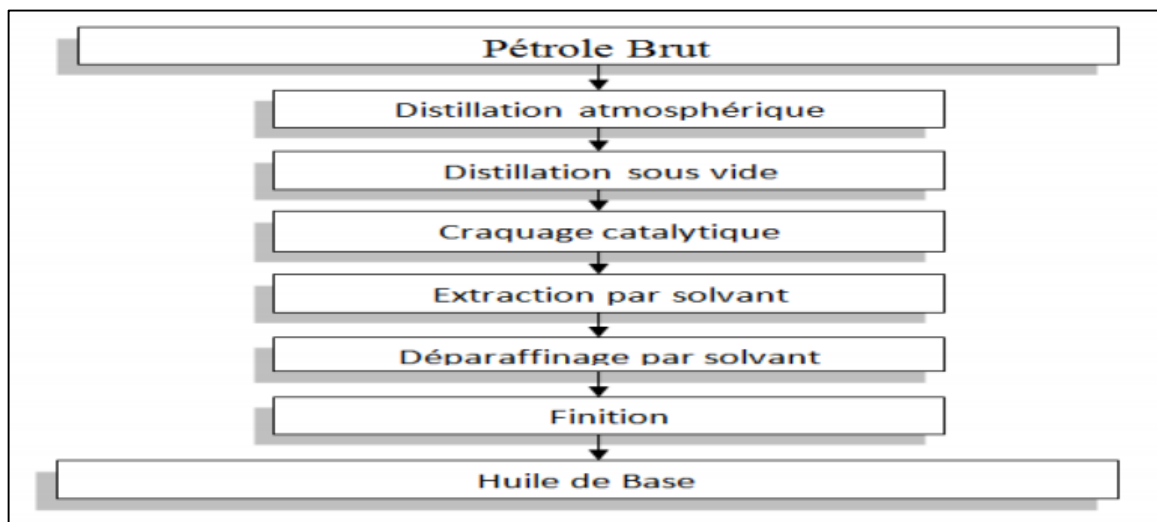 Pétrole Brut
Distillation atmosphérique
Distillation sous vide
Craquage catalytique
Extraction par solvant
Déparaffinage par solvant
Finition
Huile de Base